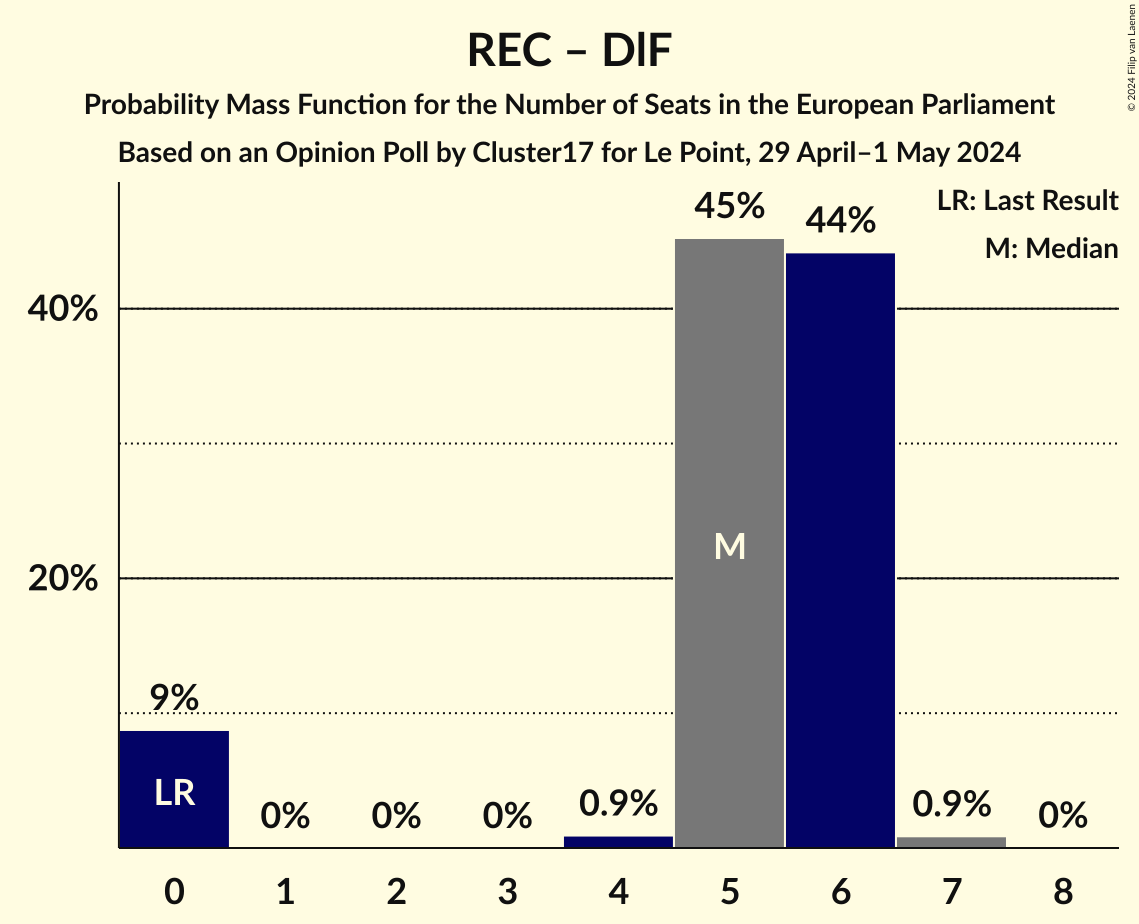 REC – DlF
Probability Mass Function for the Number of Seats in the European Parliament
Based on an Opinion Poll by Cluster17 for Le Point, 29 April–1 May 2024
© 2024 Filip van Laenen
LR: Last Result
M: Median
45%
44%
40%
M
20%
9%
LR
0%
0%
0%
0.9%
0.9%
0%
0 1 2 3 4 5 6 7 8